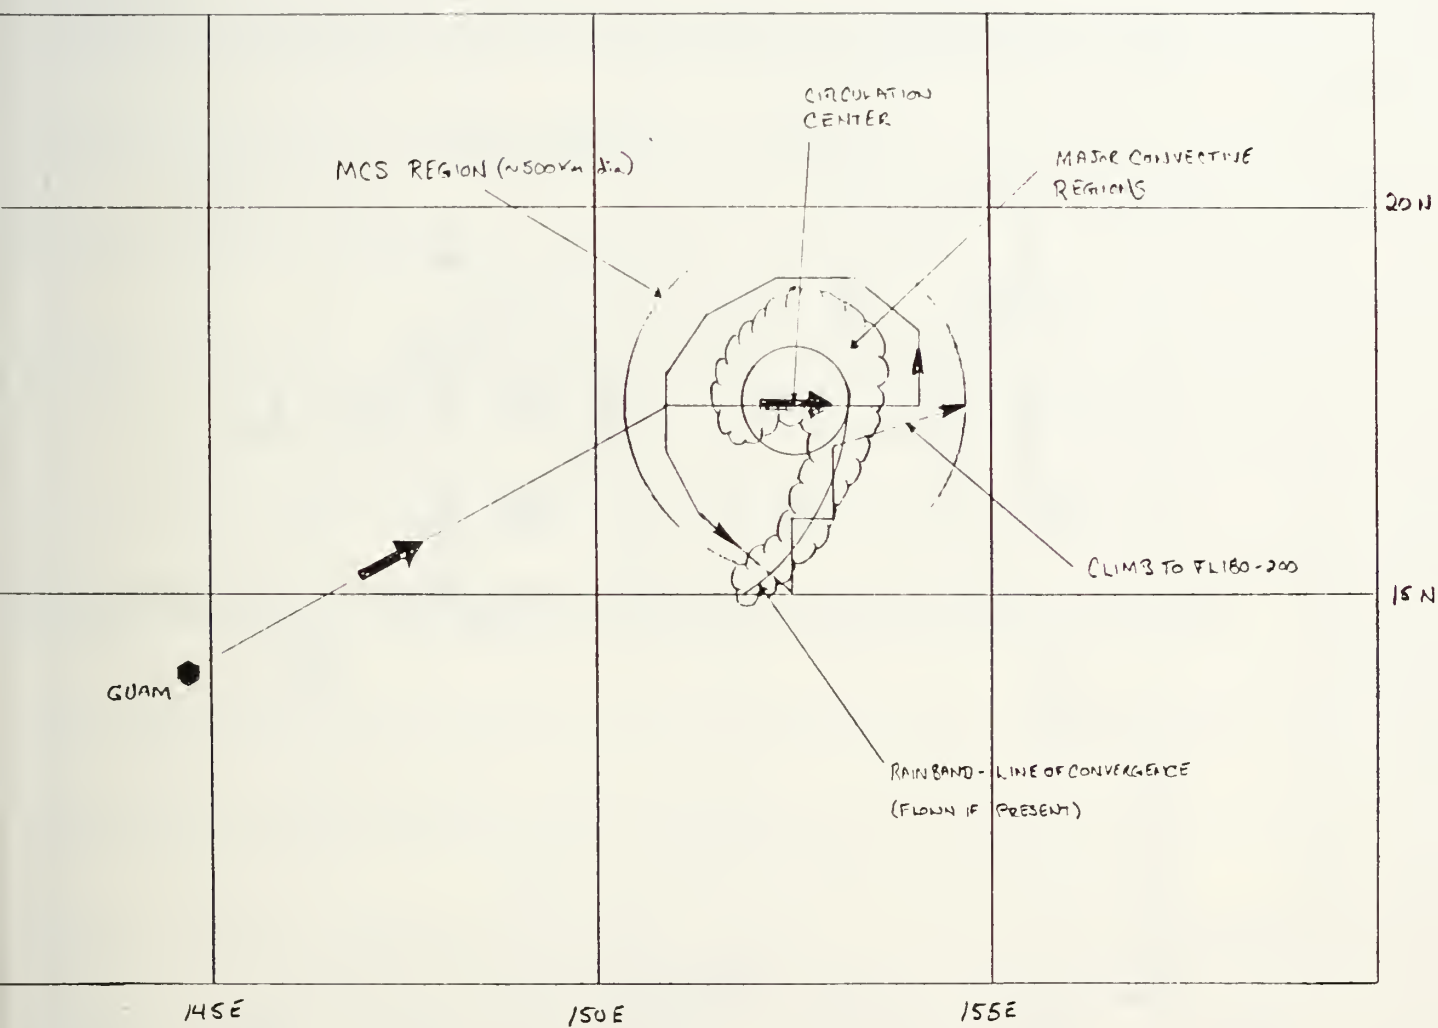 CIRCULATION
CENTER
MCS REGION (~500km dia)
MAJOR CONVECTIVE
REGIONS
20 N
CLIMB TO FL180-200
15 N
GUAM
RAINBAND - LINE OF CONVERGENCE
(FLOWN IF PRESENT)
145E
150E
155E